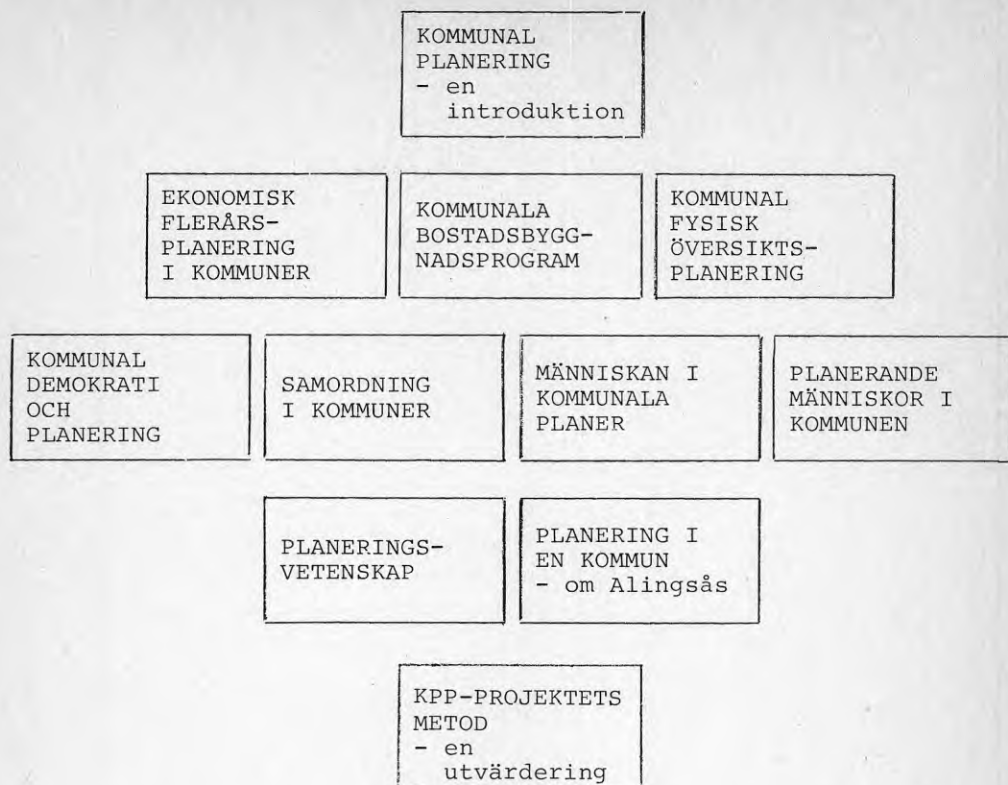 KOMMUNAL
PLANERING
- en
introduktion
EKONOMISK
FLERÅRS-
PLANERING
I KOMMUNER
KOMMUNALA
BOSTADSBYGG-
NADSPROGRAM
KOMMUNAL
FYSISK
ÖVERSIKTS-
PLANERING
KOMMUNAL
DEMOKRATI
OCH
PLANERING
SAMORDNING
I KOMMUNER
MÄNNISKAN I
KOMMUNALA
PLANER
PLANERANDE
MÄNNISKOR I
KOMMUNEN
PLANERINGS-
VETENSKAP
PLANERING I
EN KOMMUN
- om Alingsås
KPP-PROJEKTETS
METOD
- en
utvärdering